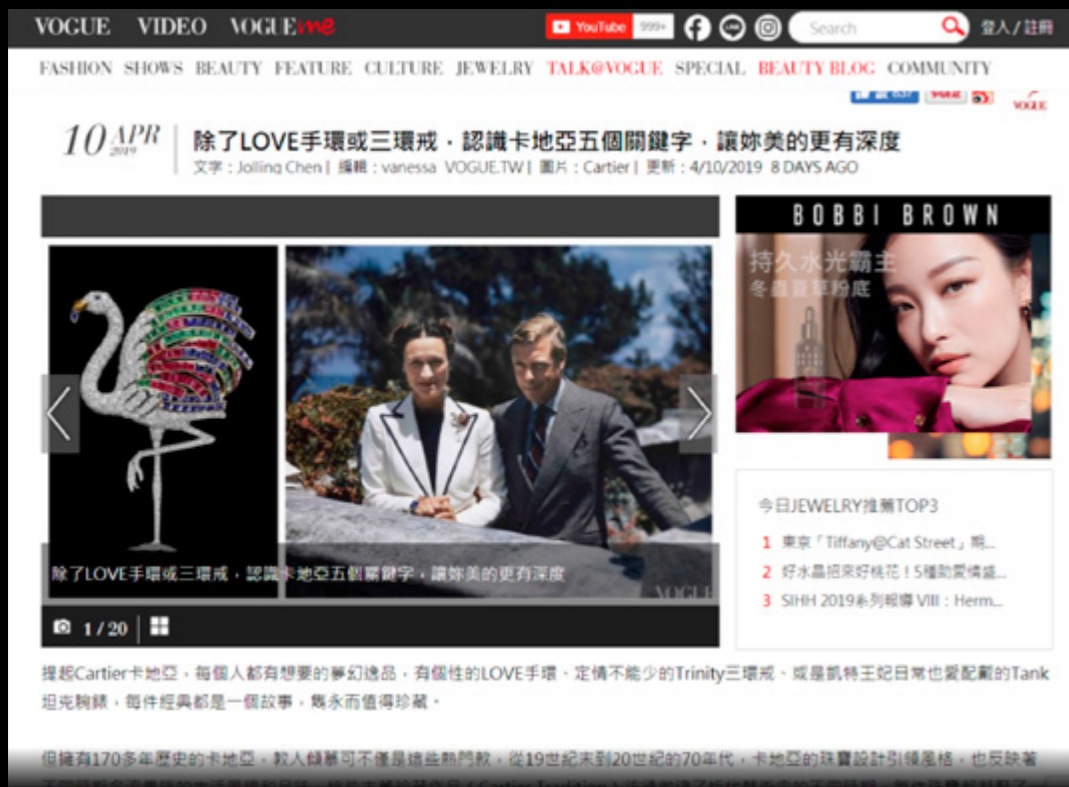 VOGUE VIDEO VOGUEme YouTube 999+ LINE Search 登入 / 註冊
FASHION SHOWS BEAUTY FEATURE CULTURE JEWELRY TALK@VOGUE SPECIAL BEAUTY BLOG COMMUNITY
VOGUE
10 APR 2019
除了LOVE手環或三環戒，認識卡地亞五個關鍵字，讓妳美的更有深度
文字：Jolling Chen | 編輯：vanessa VOGUE.TW | 圖片：Cartier | 更新：4/10/2019 8 DAYS AGO
除了LOVE手環或三環戒，認識卡地亞五個關鍵字，讓妳美的更有深度
VOGUE
1 / 20
BOBBI BROWN
持久水光霸主
冬蟲夏草粉底
今日JEWELRY推薦TOP3
1 東京「Tiffany@Cat Street」期...
2 好水晶招來好桃花！5種助愛情盛...
3 SIHH 2019系列報導 VIII：Herm...
提起Cartier卡地亞，每個人都有想要的夢幻逸品，有個性的LOVE手環、定情不能少的Trinity三環戒、或是凱特王妃日常也愛配戴的Tank
坦克腕錶，每件經典都是一個故事，雋永而值得珍藏。
但擁有170多年歷史的卡地亞，教人傾慕可不僅是這些熱門款，從19世紀末到20世紀的70年代，卡地亞的珠寶設計引領風格，也反映著